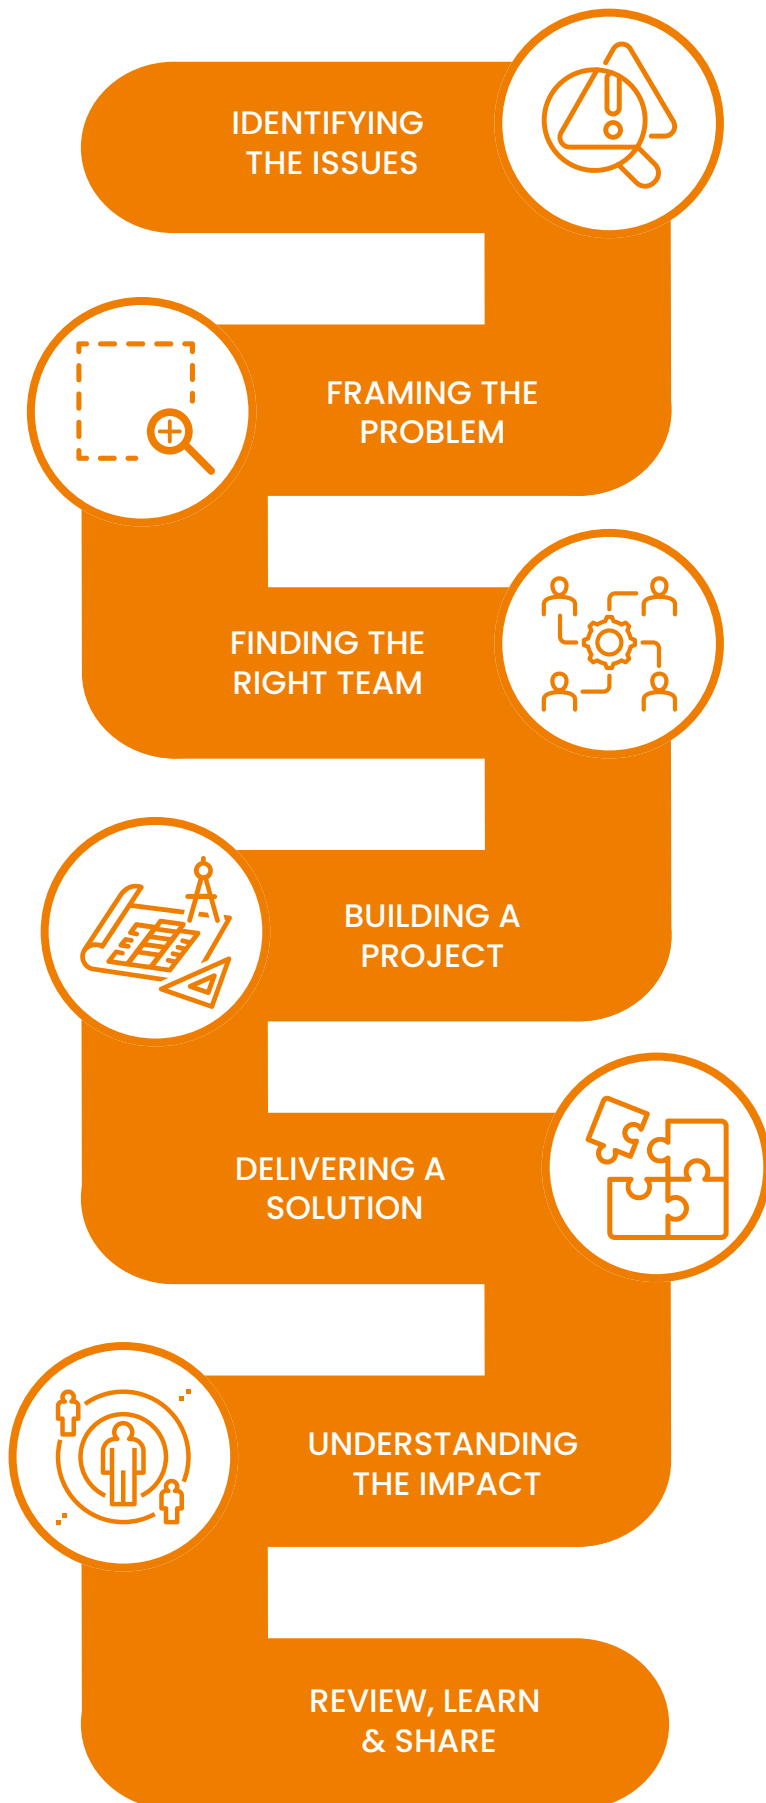 IDENTIFYING
THE ISSUES
FRAMING THE
PROBLEM
FINDING THE
RIGHT TEAM
BUILDING A
PROJECT
DELIVERING A
SOLUTION
UNDERSTANDING
THE IMPACT
REVIEW, LEARN
& SHARE